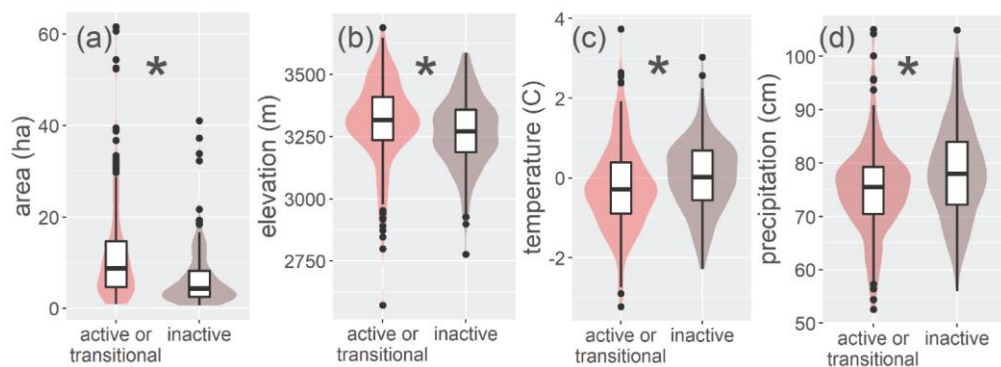 (a)
*
area (ha)
60
40
20
0
active or
transitional
inactive
(b)
*
elevation (m)
3500
3250
3000
2750
active or
transitional
inactive
(c)
*
temperature (C)
4
2
0
-2
active or
transitional
inactive
(d)
*
precipitation (cm)
100
90
80
70
60
50
active or
transitional
inactive